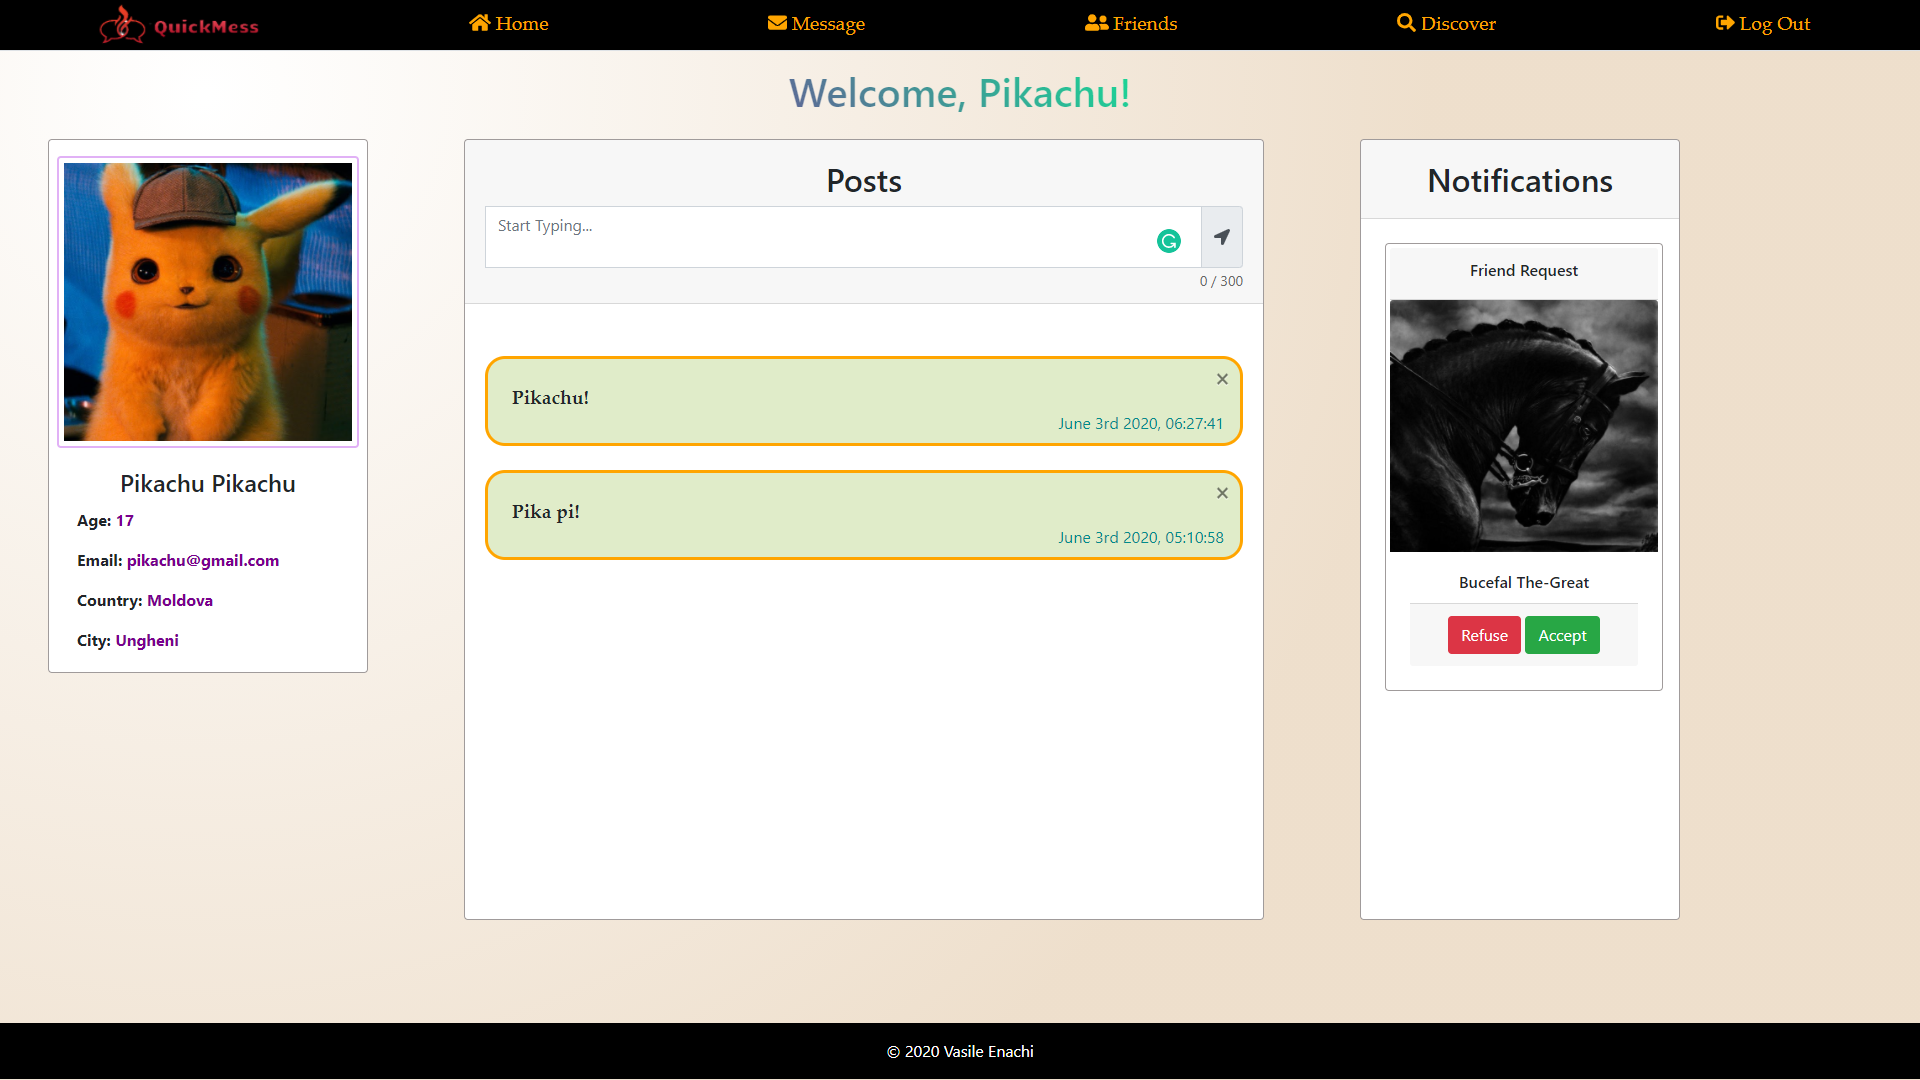 QuickMess
Home
Message
Friends
Discover
Log Out
Welcome, Pikachu!
Pikachu Pikachu
Age: 17
Email: pikachu@gmail.com
Country: Moldova
City: Ungheni
Posts
Start Typing...
0 / 300
×
Pikachu!
June 3rd 2020, 06:27:41
×
Pika pi!
June 3rd 2020, 05:10:58
Notifications
Friend Request
Bucefal The-Great
Refuse Accept
© 2020 Vasile Enachi